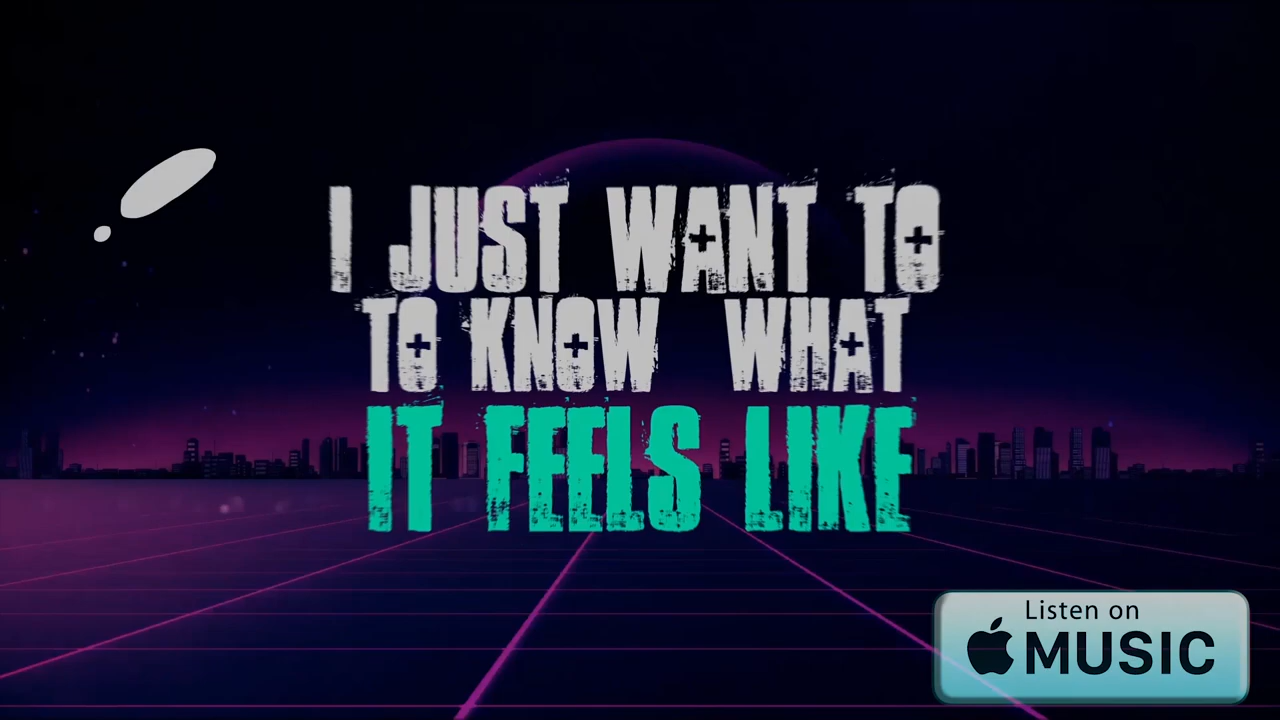 I JUST WANT TO
TO KNOW WHAT
IT FEELS LIKE
Listen on
MUSIC